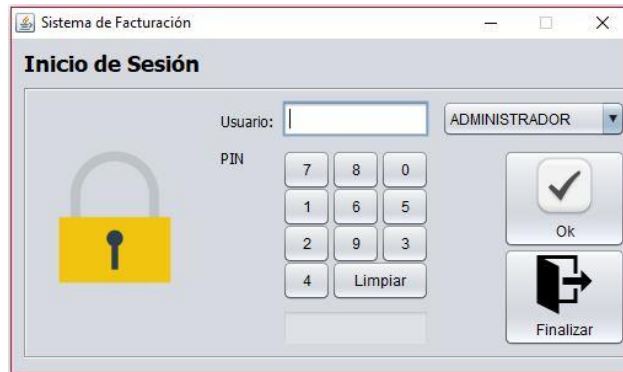 Sistema de Facturación
Inicio de Sesión
Usuario: ADMINISTRADOR
PIN
7 8 0
1 6 5
2 9 3
4 Limpiar
Ok
Finalizar